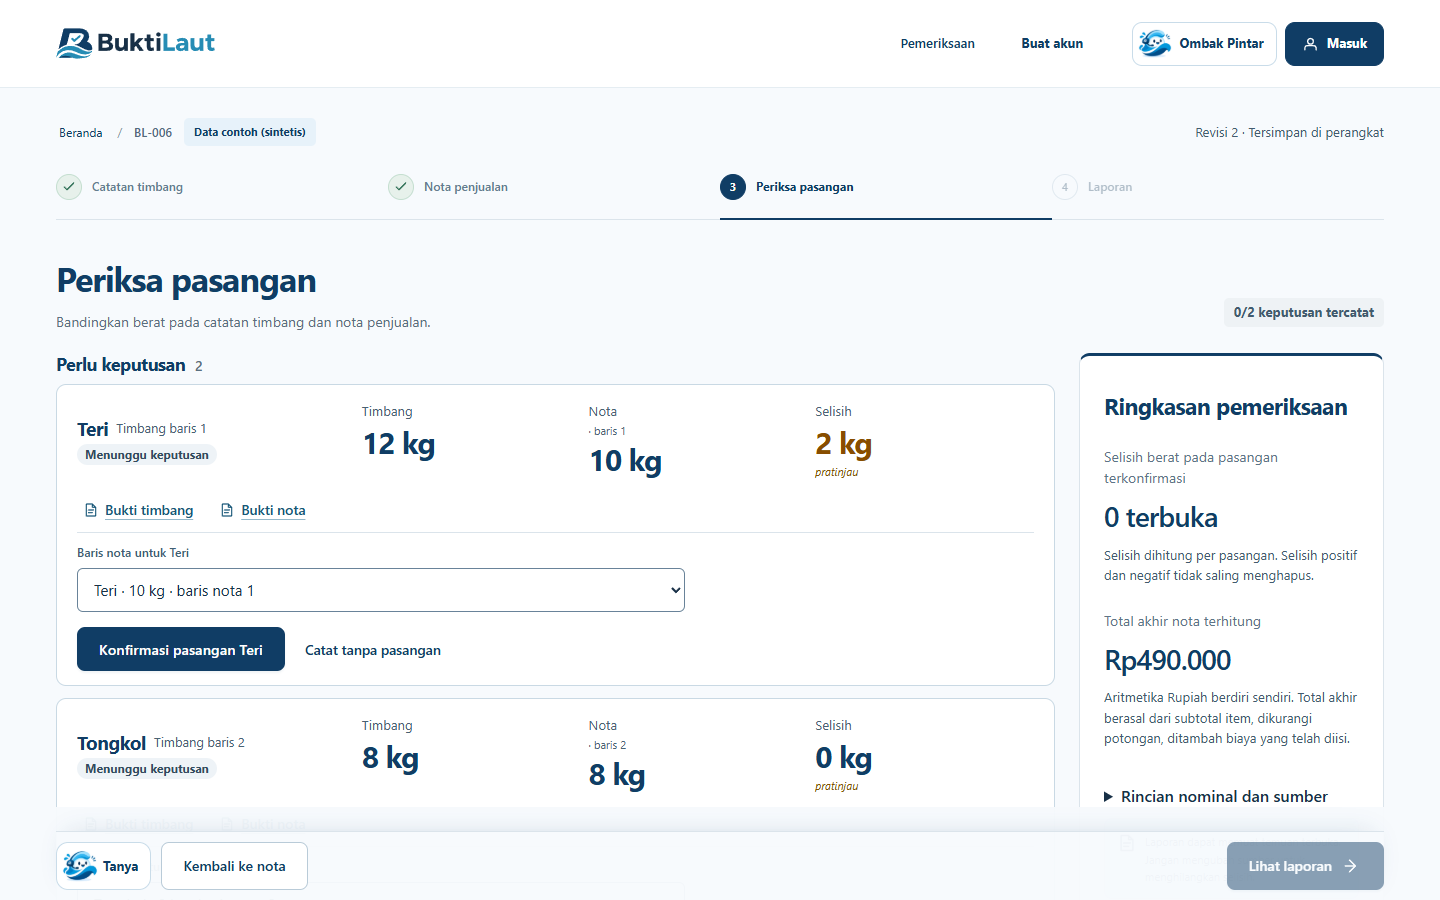 BuktiLaut
Pemeriksaan
Buat akun
Ombak Pintar
Masuk
Beranda / BL-006 Data contoh (sintetis)
Revisi 2 · Tersimpan di perangkat
Catatan timbang
Nota penjualan
3 Periksa pasangan
4 Laporan
Periksa pasangan
Bandingkan berat pada catatan timbang dan nota penjualan.
0/2 keputusan tercatat
Perlu keputusan 2
Teri Timbang baris 1
Menunggu keputusan
Timbang
12 kg
Nota
· baris 1
10 kg
Selisih
2 kg
pratinjau
Bukti timbang
Bukti nota
Baris nota untuk Teri
Teri · 10 kg · baris nota 1
Konfirmasi pasangan Teri
Catat tanpa pasangan
Tongkol Timbang baris 2
Menunggu keputusan
Timbang
8 kg
Nota
· baris 2
8 kg
Selisih
0 kg
pratinjau
Bukti timbang
Bukti nota
Ringkasan pemeriksaan
Selisih berat pada pasangan
terkonfirmasi
0 terbuka
Selisih dihitung per pasangan. Selisih positif
dan negatif tidak saling menghapus.
Total akhir nota terhitung
Rp490.000
Aritmetika Rupiah berdiri sendiri. Total akhir
berasal dari subtotal item, dikurangi
potongan, ditambah biaya yang telah diisi.
Rincian nominal dan sumber
Tanya
Kembali ke nota
Lihat laporan